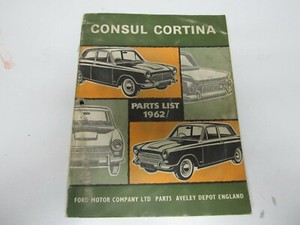 CONSUL CORTINA
PARTS LIST
1962/
FORD MOTOR COMPANY LTD PARTS AVELEY DEPOT ENGLAND